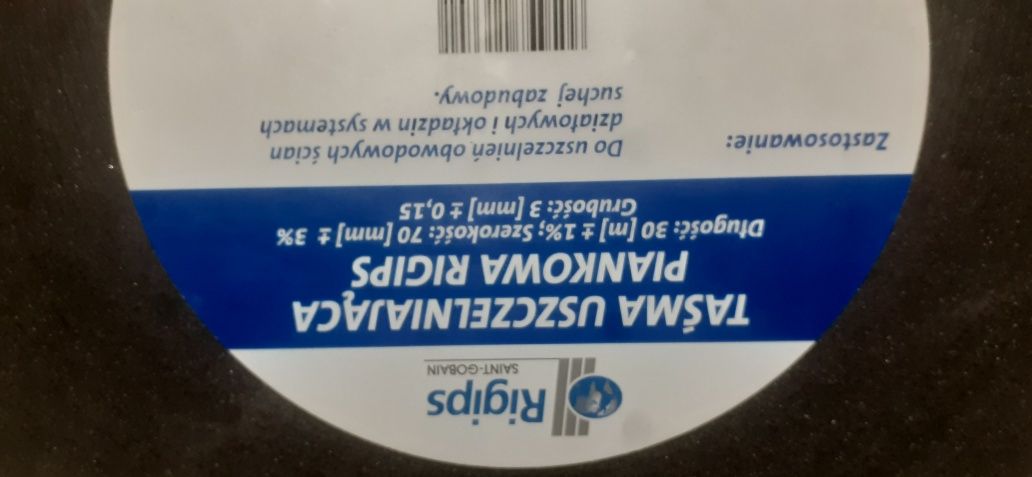 Rigips
SAINT-GOBAIN
TAŚMA USZCZELNIAJĄCA
PIANKOWA RIGIPS
Długość: 30 [m] ± 1%; Szerokość: 70 [mm] ± 3%
Grubość: 3 [mm] ± 0,15
Zastosowanie:
Do uszczelnień obwodowych ścian
działowych i okładzin w systemach
suchej zabudowy.